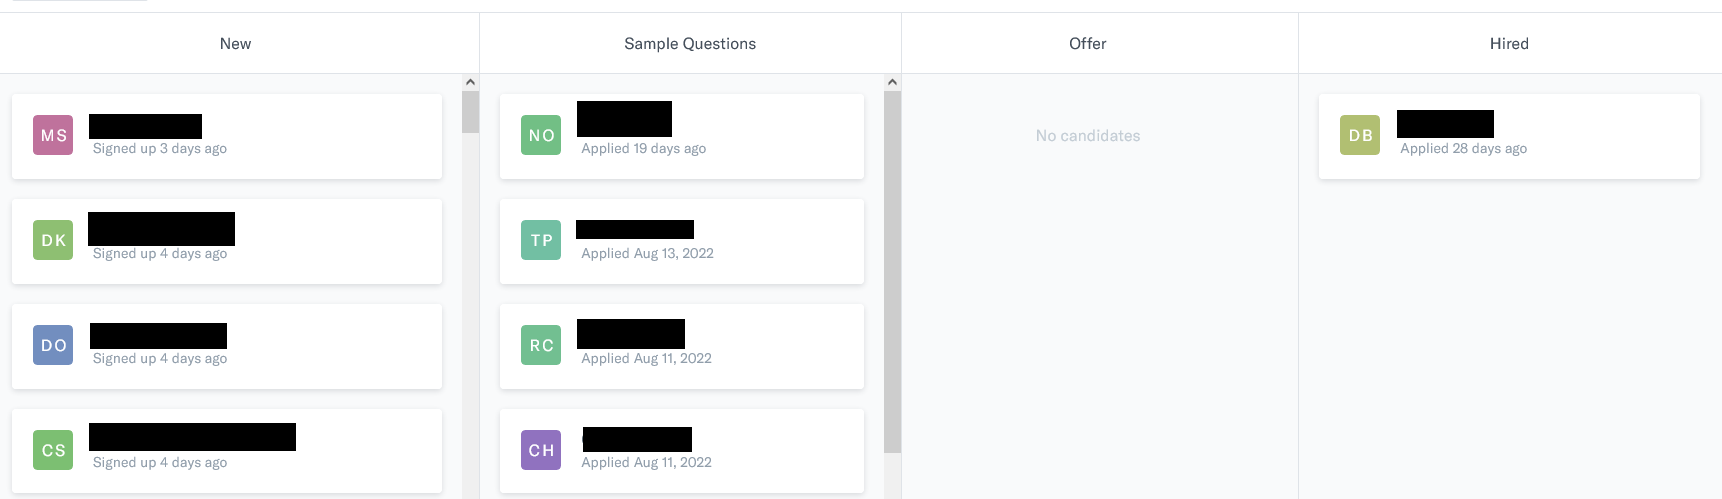 New
Sample Questions
Offer
Hired
MS
Signed up 3 days ago
DK
Signed up 4 days ago
DO
Signed up 4 days ago
CS
Signed up 4 days ago
NO
Applied 19 days ago
TP
Applied Aug 13, 2022
RC
Applied Aug 11, 2022
CH
Applied Aug 11, 2022
No candidates
DB
Applied 28 days ago